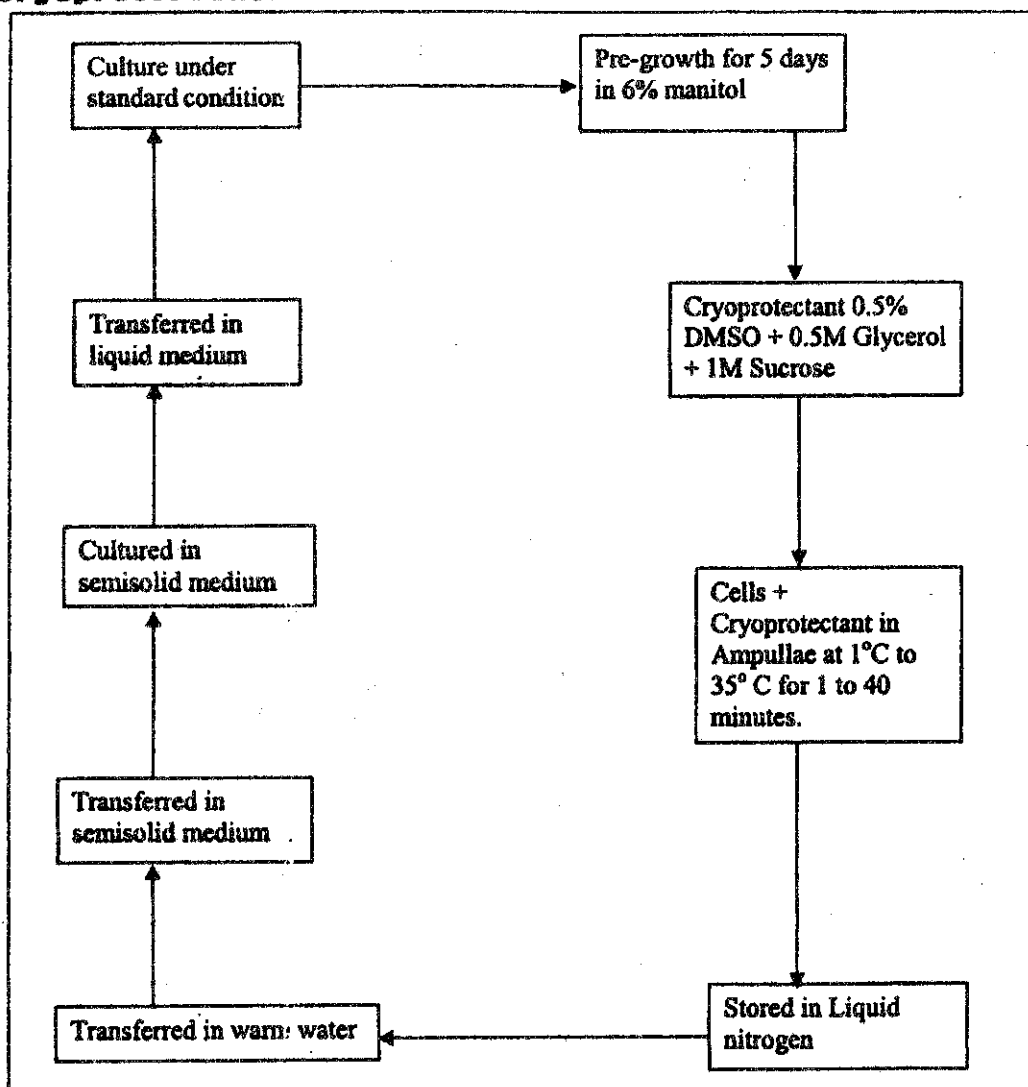 Culture under
standard condition
Pre-growth for 5 days
in 6% manitol
Cryoprotectant 0.5%
DMSO + 0.5M Glycerol
+ 1M Sucrose
Cells +
Cryoprotectant in
Ampullae at 1°C to
35° C for 1 to 40
minutes.
Stored in Liquid
nitrogen
Transferred in warm water
Transferred in
semisolid medium
Cultured in
semisolid medium
Transferred in
liquid medium